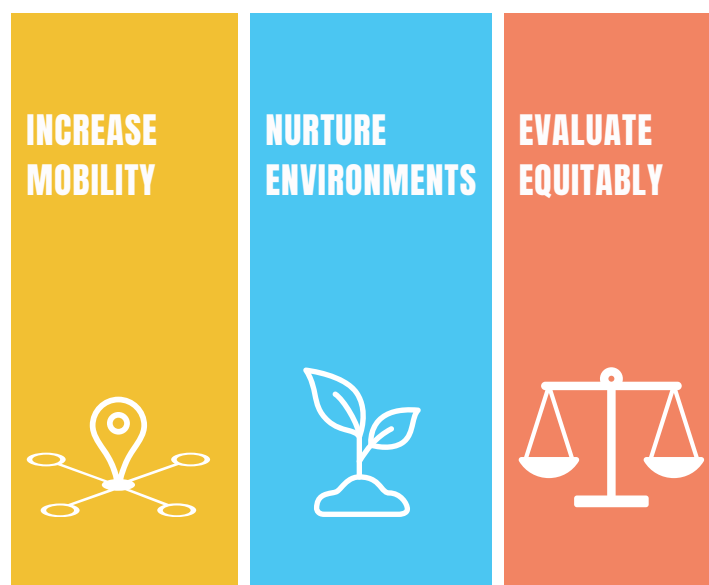 INCREASE
MOBILITY
NURTURE
ENVIRONMENTS
EVALUATE
EQUITABLY